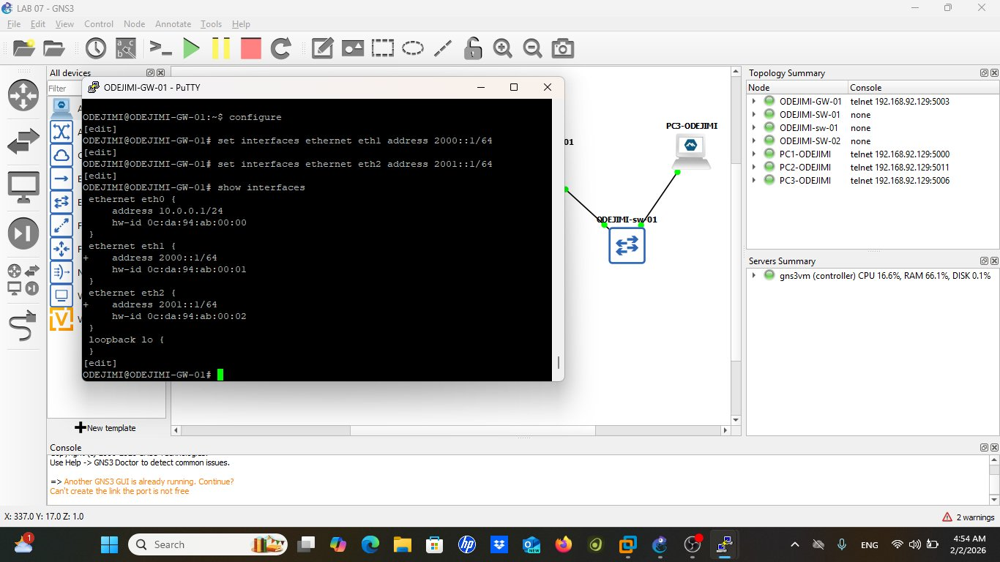 LAB 07 - GNS3
File Edit View Control Node Annotate Tools Help
All devices
Filter
New template
ODEJIMI-GW-01 - PuTTY
ODEJIMI@ODEJIMI-GW-01:~$ configure
[edit]
ODEJIMI@ODEJIMI-GW-01# set interfaces ethernet eth1 address 2000::1/64
[edit]
ODEJIMI@ODEJIMI-GW-01# set interfaces ethernet eth2 address 2001::1/64
[edit]
ODEJIMI@ODEJIMI-GW-01# show interfaces
ethernet eth0 {
address 10.0.0.1/24
hw-id 0c:da:94:ab:00:00
}
ethernet eth1 {
+ address 2000::1/64
hw-id 0c:da:94:ab:00:01
}
ethernet eth2 {
+ address 2001::1/64
hw-id 0c:da:94:ab:00:02
}
loopback lo {
}
[edit]
ODEJIMI@ODEJIMI-GW-01#
01
PC3-ODEJIMI
ODEJIMI-sw-01
Topology Summary
Node Console
ODEJIMI-GW-01 telnet 192.168.92.129:5003
ODEJIMI-SW-01 none
ODEJIMI-sw-01 none
ODEJIMI-SW-02 none
PC1-ODEJIMI telnet 192.168.92.129:5000
PC2-ODEJIMI telnet 192.168.92.129:5011
PC3-ODEJIMI telnet 192.168.92.129:5006
Servers Summary
gns3vm (controller) CPU 16.6%, RAM 66.1%, DISK 0.1%
Console
Use Help -> GNS3 Doctor to detect common issues.
=> Another GNS3 GUI is already running. Continue?
Can't create the link the port is not free
X: 337.0 Y: 17.0 Z: 1.0
2 warnings
1
Search
hp
NEW
ENG
4:54 AM
2/2/2026